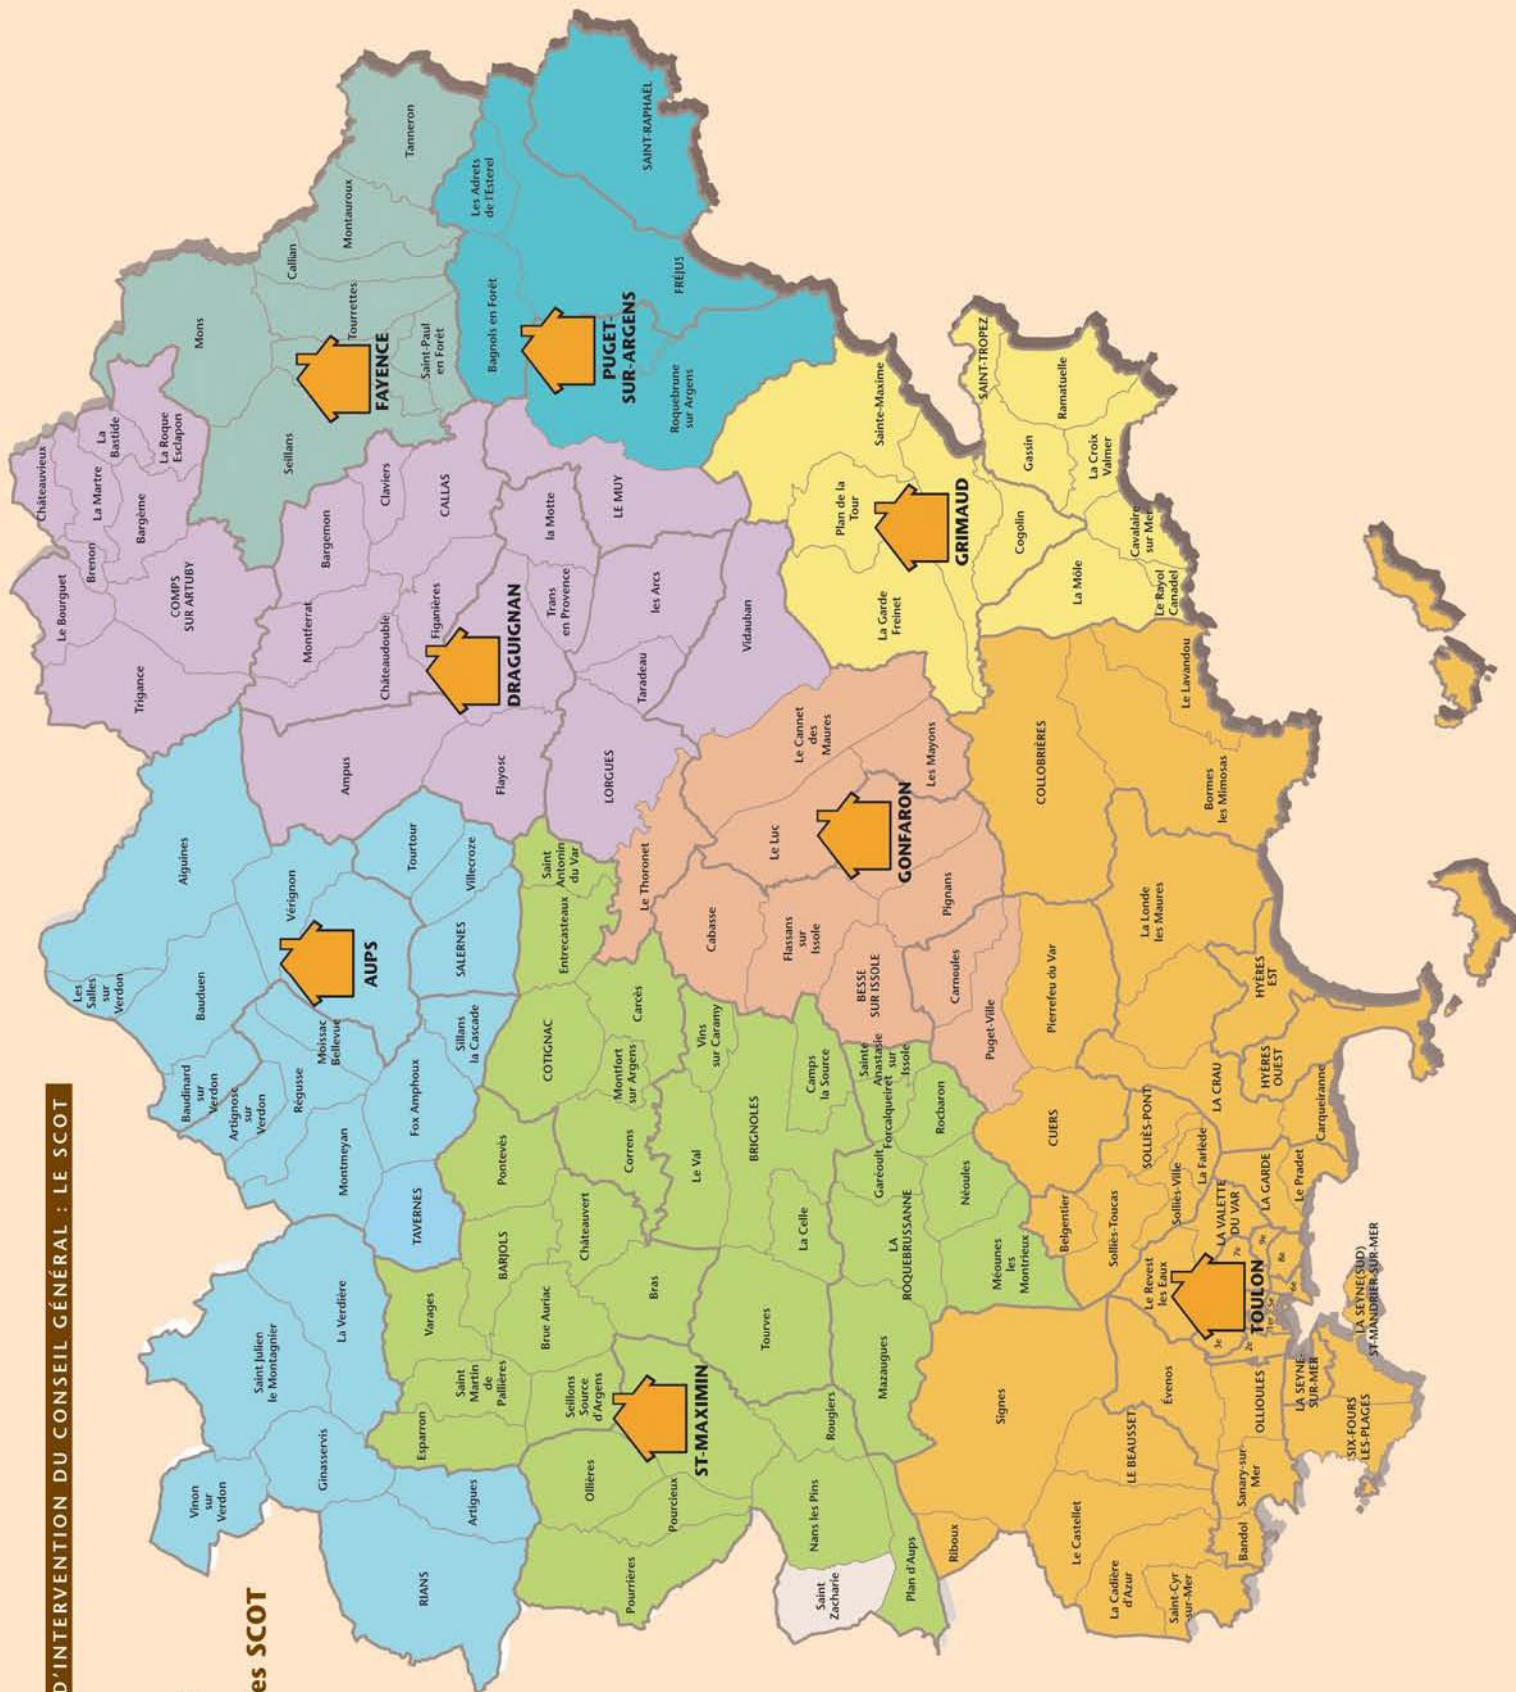 D'INTERVENTION DU CONSEIL GÉNÉRAL : LE SCOT
es SCOT
Vinon
sur
Verdon
Saint Julien
le Montagnier
La Verdière
Ginasservis
RIANS
Artigues
Montmeyan
TAVERNES
Baudinard
sur
Verdon
Artignosc
sur
Verdon
Régusse
Moissac
Bellevue
Fox Amphoux
Sillans
la Cascade
Les
Salles
sur
Verdon
Bauduen
Aiguines
Vérignon
AUPS
SALERNES
Tourtour
Villecroze
Trigance
Le Bourguet
Brenon
Châteauvieux
La Martre
La
Bastide
Bargème
La Roque
Esclapon
COMPS
SUR ARTUBY
Ampus
Flayosc
LORGUES
Montferrat
Châteaudouble
Figanières
DRAGUIGNAN
Bargemon
Claviers
CALLAS
la Motte
LE MUY
Trans
en Provence
les Arcs
Taradeau
Vidauban
Mons
Seillans
Callian
Montauroux
Tanneron
Tourrettes
FAYENCE
Saint-Paul
en Forêt
Bagnols en Forêt
Les Adrets
de l'Esterel
SAINT-RAPHAËL
FRÉJUS
PUGET-
SUR-ARGENS
Roquebrune
sur Argens
Esparron
Saint
Martin
de
Pallières
Varages
BARJOLS
Pontevès
Brue Auriac
Châteauvert
Seillons
Source
d'Argens
Bras
Ollières
Pourcieux
Pourrières
ST-MAXIMIN
COTIGNAC
Entrecasteaux
Saint
Antonin
du Var
Carcès
Montfort
sur Argens
Correns
Le Val
Vins
sur Caramy
BRIGNOLES
Camps
la Source
La Celle
Tourves
Rougiers
Nans les Pins
Saint
Zacharie
Plan d'Aups
Mazaugues
LA
ROQUEBRUSSANNE
Garéoult
Forcalqueiret
Sainte
Anastasie
sur
Issole
Rocbaron
Néoules
Méounes
les
Montrieux
Le Thoronet
Cabasse
Le Luc
Le Cannet
des
Maures
Les Mayons
Flassans
sur
Issole
GONFARON
BESSE
SUR ISSOLE
Pignans
Carnoules
Puget-Ville
Plan de la
Tour
Sainte-Maxime
La Garde
Freinet
GRIMAUD
Cogolin
La Môle
SAINT-TROPEZ
Gassin
Ramatuelle
La Croix
Valmer
Cavalaire
sur Mer
Le Rayol
Canadel
COLLOBRIÈRES
Le Lavandou
Bormes
les Mimosas
La Londe
les Maures
Pierrefeu du Var
CUERS
HYÈRES
EST
HYÈRES
OUEST
LA CRAU
Carqueiranne
SOLLIÈS-PONT
La Farlède
Solliès-Ville
Solliès-Toucas
Belgentier
LA VALETTE
DU VAR
LA GARDE
Le Pradet
Le Revest
les Eaux
TOULON
1er
2e
3e
5e
6e
7e
8e
9e
LA SEYNE(SUD)
ST-MANDRIER-SUR-MER
LA SEYNE-
SUR-MER
SIX-FOURS
LES-PLAGES
OLLIOULES
Évenos
Signes
LE BEAUSSET
Sanary-sur-
Mer
Bandol
Le Castellet
La Cadière
d'Azur
Saint-Cyr
-sur-Mer
Riboux